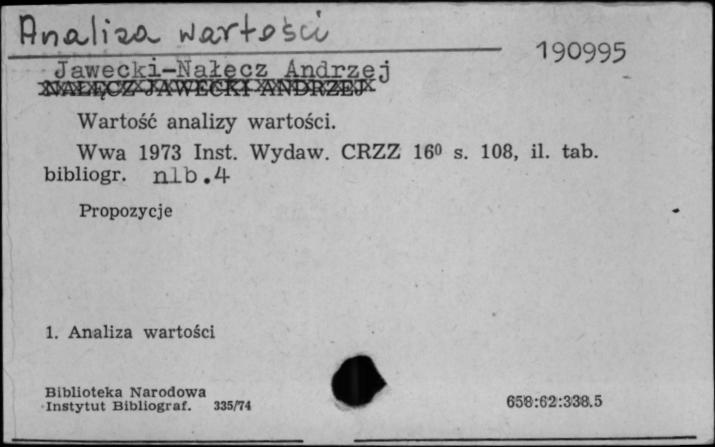 Analiza wartości
190995
Jawecki-Nałęcz Andrzej
NAŁĘCZ-JAWECKI ANDRZEJ
Wartość analizy wartości.
Wwa 1973 Inst. Wydaw. CRZZ 16⁰ s. 108, il. tab.
bibliogr. nlb.4
Propozycje
1. Analiza wartości
Biblioteka Narodowa
Instytut Bibliograf. 335/74
658:62:338.5